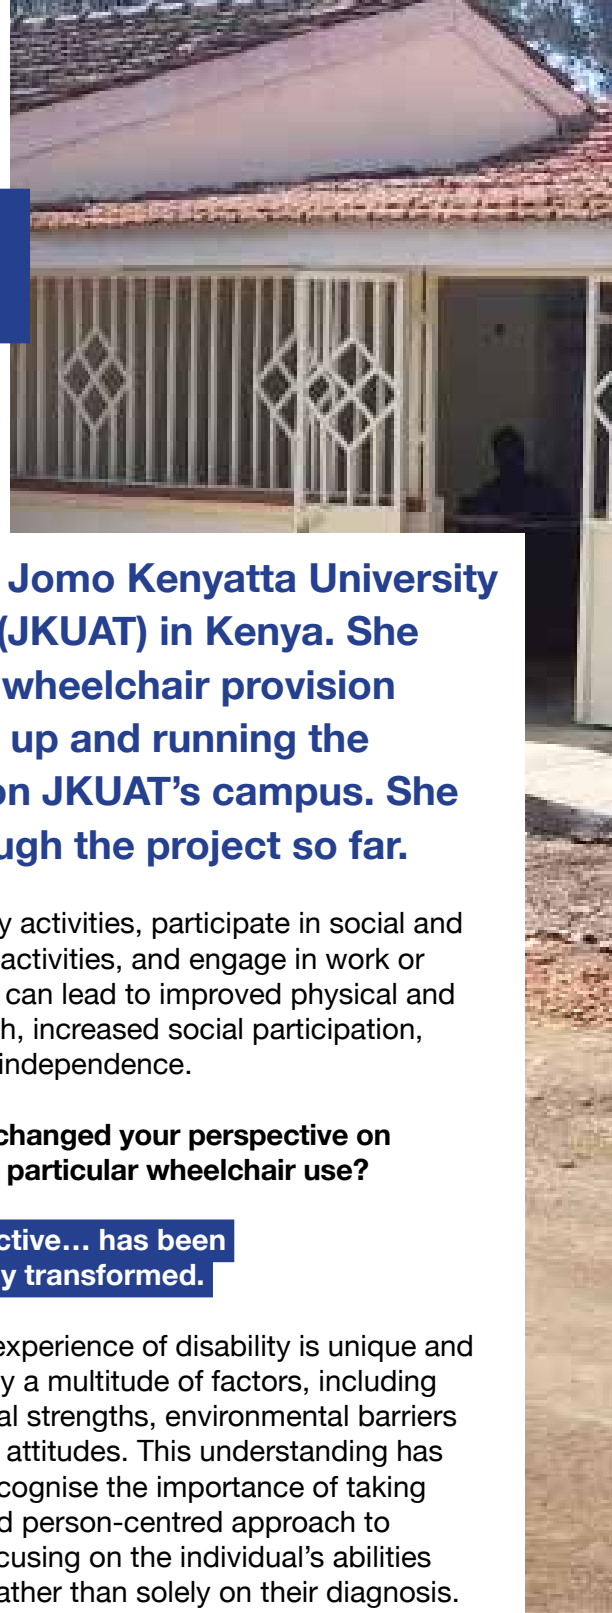 Jomo Kenyatta University
(JKUAT) in Kenya. She
wheelchair provision
up and running the
on JKUAT's campus. She
ugh the project so far.
y activities, participate in social and
activities, and engage in work or
can lead to improved physical and
h, increased social participation,
independence.
changed your perspective on
particular wheelchair use?
ctive… has been
y transformed.
experience of disability is unique and
y a multitude of factors, including
al strengths, environmental barriers
attitudes. This understanding has
cognise the importance of taking
d person-centred approach to
cusing on the individual's abilities
ather than solely on their diagnosis.